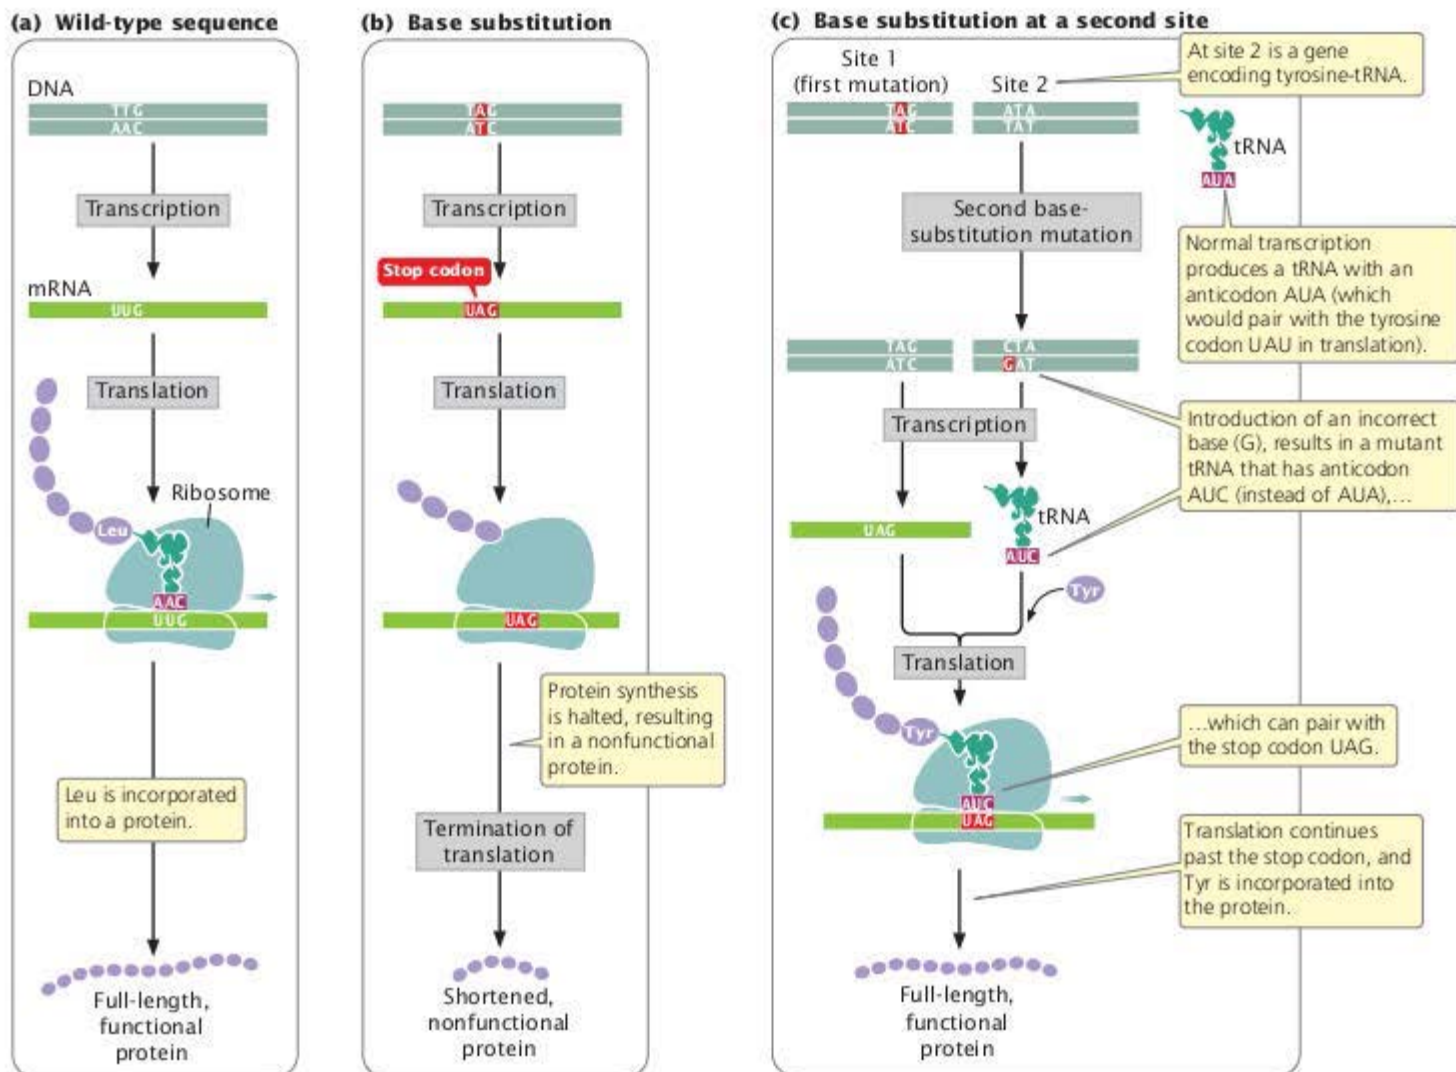 (a) Wild-type sequence
DNA
TTG
AAC
Transcription
mRNA
UUG
Translation
Ribosome
Leu
AAC
UUG
Leu is incorporated
into a protein.
Full-length,
functional
protein
(b) Base substitution
TAG
ATC
Transcription
Stop codon
UAG
Translation
UAG
Protein synthesis
is halted, resulting
in a nonfunctional
protein.
Termination of
translation
Shortened,
nonfunctional
protein
(c) Base substitution at a second site
Site 1
(first mutation)
Site 2
At site 2 is a gene
encoding tyrosine-tRNA.
TAG
ATC
ATA
TAT
tRNA
AUA
Second base-
substitution mutation
Normal transcription
produces a tRNA with an
anticodon AUA (which
would pair with the tyrosine
codon UAU in translation).
TAG
ATC
CTA
GAT
Transcription
Introduction of an incorrect
base (G), results in a mutant
tRNA that has anticodon
AUC (instead of AUA),...
UAG
tRNA
AUC
Tyr
Translation
Tyr
...which can pair with
the stop codon UAG.
AUC
UAG
Translation continues
past the stop codon, and
Tyr is incorporated into
the protein.
Full-length,
functional
protein